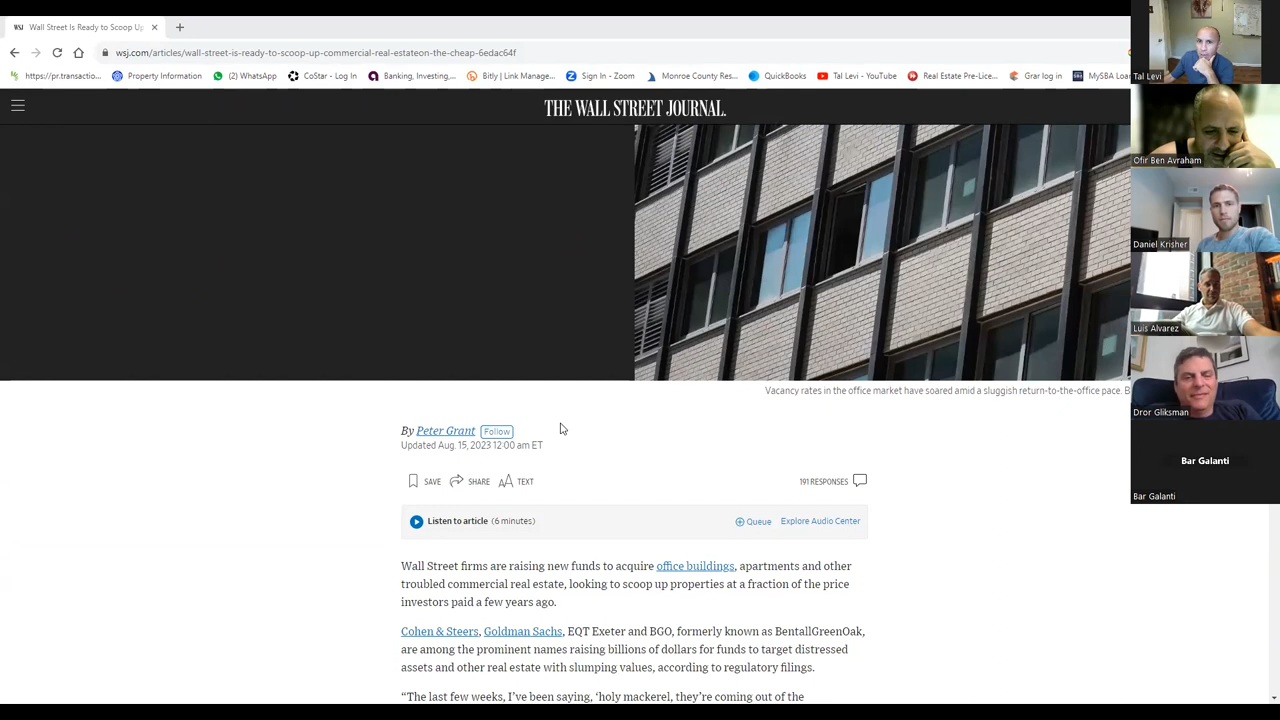 WSJ Wall Street Is Ready to Scoop Up
wsj.com/articles/wall-street-is-ready-to-scoop-up-commercial-real-estateon-the-cheap-6edac64f
https://pr.transactio... Property Information (2) WhatsApp CoStar - Log In Banking, Investing,... Bitly | Link Manage... Sign In - Zoom Monroe County Res... QuickBooks Tal Levi - YouTube Real Estate Pre-Lice... Grar log in MySBA Loan
THE WALL STREET JOURNAL.
Vacancy rates in the office market have soared amid a sluggish return-to-the-office pace.
By Peter Grant Follow
Updated Aug. 15, 2023 12:00 am ET
SAVE SHARE AA TEXT 191 RESPONSES
Listen to article (6 minutes) Queue Explore Audio Center
Wall Street firms are raising new funds to acquire office buildings, apartments and other
troubled commercial real estate, looking to scoop up properties at a fraction of the price
investors paid a few years ago.
Cohen & Steers, Goldman Sachs, EQT Exeter and BGO, formerly known as BentallGreenOak,
are among the prominent names raising billions of dollars for funds to target distressed
assets and other real estate with slumping values, according to regulatory filings.
“The last few weeks, I’ve been saying, ‘holy mackerel, they’re coming out of the
Tal Levi
Ofir Ben Avraham
Daniel Krisher
Luis Alvarez
Dror Gliksman
Bar Galanti
Bar Galanti